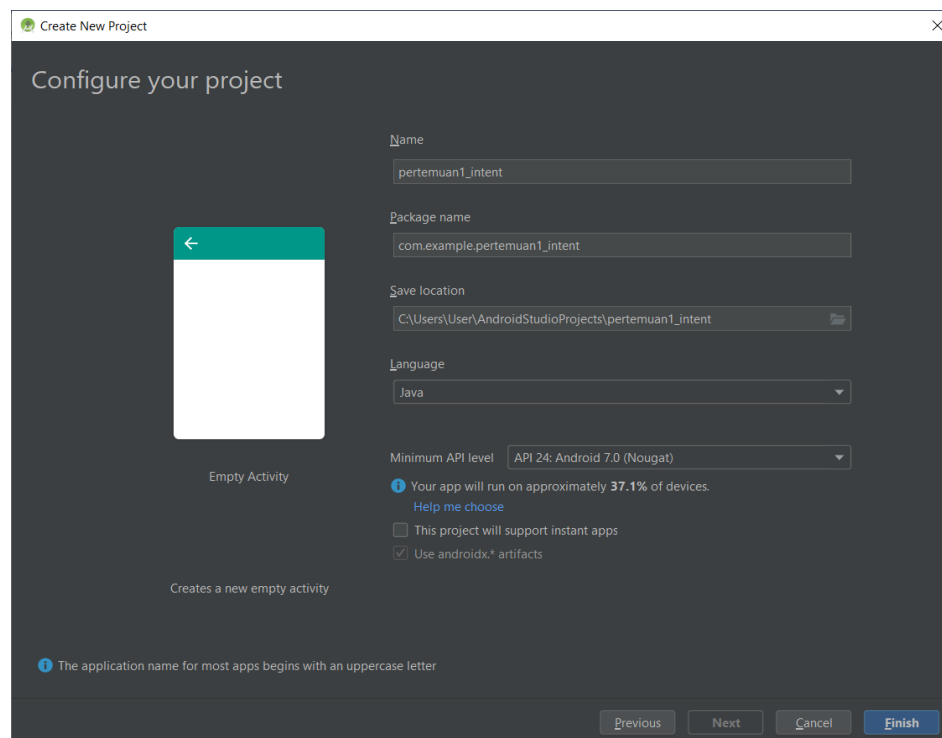 Create New Project
Configure your project
Name
pertemuan1_intent
Package name
com.example.pertemuan1_intent
Save location
C:\Users\User\AndroidStudioProjects\pertemuan1_intent
Language
Java
Minimum API level API 24: Android 7.0 (Nougat)
Your app will run on approximately 37.1% of devices.
Help me choose
This project will support instant apps
Use androidx.* artifacts
Empty Activity
Creates a new empty activity
The application name for most apps begins with an uppercase letter
Previous Next Cancel Finish